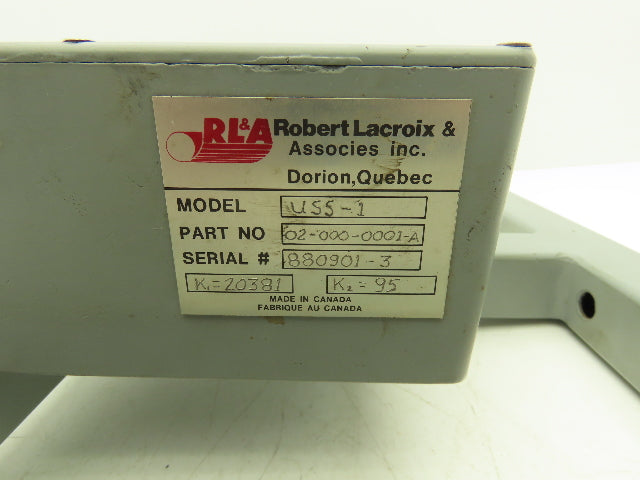 RL&A Robert Lacroix &
Associes inc.
Dorion, Quebec
MODEL USS-1
PART NO 02-000-0001-A
SERIAL # 880901-3
K₁=20381 K₂=95
MADE IN CANADA
FABRIQUE AU CANADA